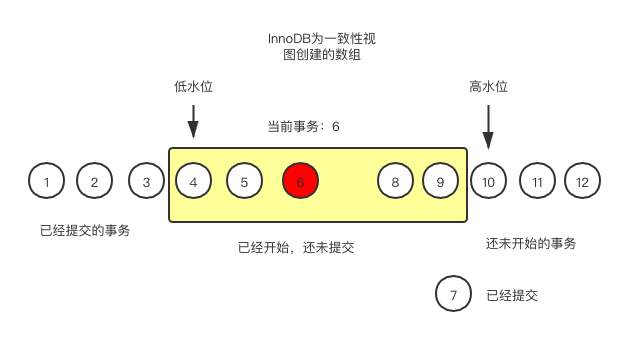 InnoDB为一致性视
图创建的数组
低水位
高水位
当前事务：6
1 2 3 4 5 6 8 9 10 11 12
已经提交的事务
已经开始，还未提交
还未开始的事务
7 已经提交